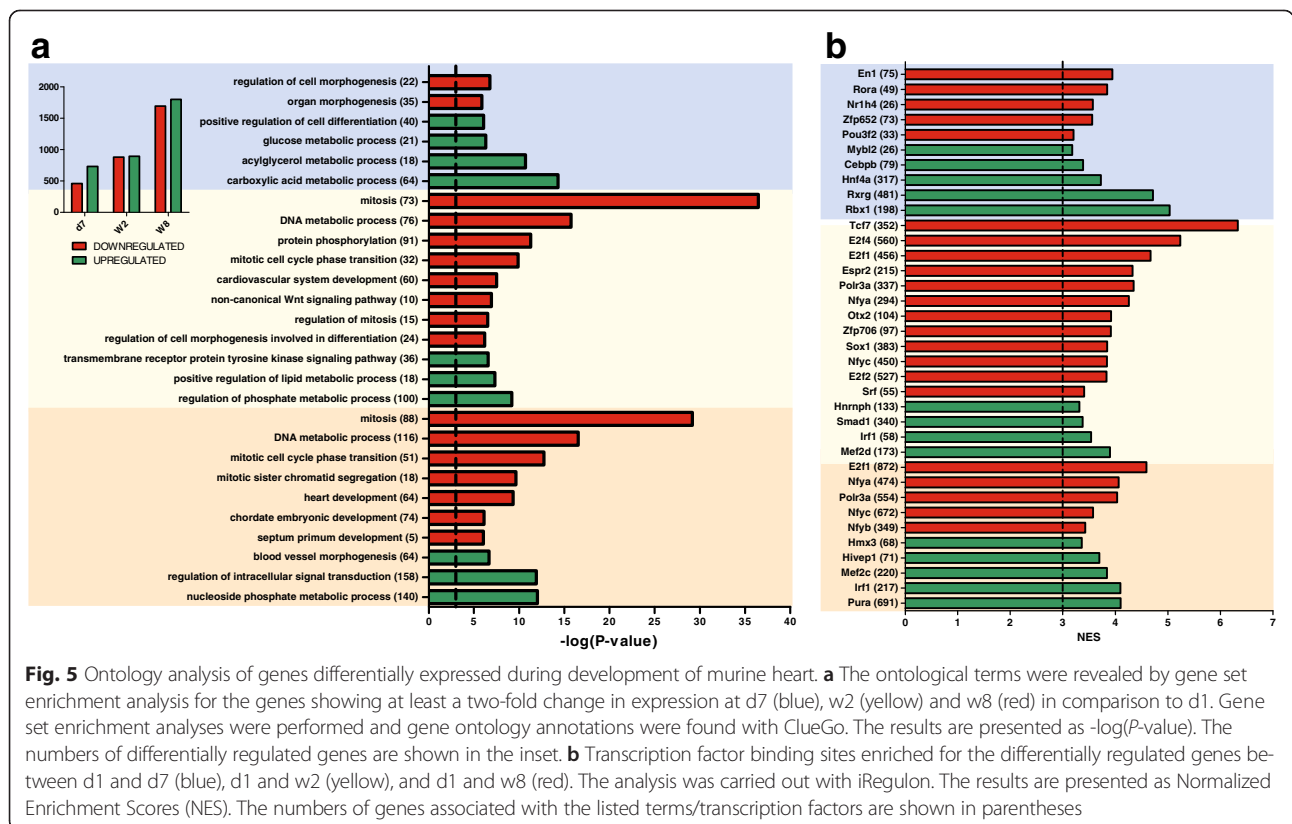 a
2000
1500
1000
500
0
d7
W2
W8
DOWNREGULATED
UPREGULATED
regulation of cell morphogenesis (22)
organ morphogenesis (35)
positive regulation of cell differentiation (40)
glucose metabolic process (21)
acylglycerol metabolic process (18)
carboxylic acid metabolic process (64)
mitosis (73)
DNA metabolic process (76)
protein phosphorylation (91)
mitotic cell cycle phase transition (32)
cardiovascular system development (60)
non-canonical Wnt signaling pathway (10)
regulation of mitosis (15)
regulation of cell morphogenesis involved in differentiation (24)
transmembrane receptor protein tyrosine kinase signaling pathway (36)
positive regulation of lipid metabolic process (18)
regulation of phosphate metabolic process (100)
mitosis (88)
DNA metabolic process (116)
mitotic cell cycle phase transition (51)
mitotic sister chromatid segregation (18)
heart development (64)
chordate embryonic development (74)
septum primum development (5)
blood vessel morphogenesis (64)
regulation of intracellular signal transduction (158)
nucleoside phosphate metabolic process (140)
0 5 10 15 20 25 30 35 40
-log(P-value)
b
En1 (75)
Rora (49)
Nr1h4 (26)
Zfp652 (73)
Pou3f2 (33)
Mybl2 (26)
Cebpb (79)
Hnf4a (317)
Rxrg (481)
Rbx1 (198)
Tcf7 (352)
E2f4 (560)
E2f1 (456)
Espr2 (215)
Polr3a (337)
Nfya (294)
Otx2 (104)
Zfp706 (97)
Sox1 (383)
Nfyc (450)
E2f2 (527)
Srf (55)
Hnrnph (133)
Smad1 (340)
Irf1 (58)
Mef2d (173)
E2f1 (872)
Nfya (474)
Polr3a (554)
Nfyc (672)
Nfyb (349)
Hmx3 (68)
Hivep1 (71)
Mef2c (220)
Irf1 (217)
Pura (691)
0 1 2 3 4 5 6 7
NES
Fig. 5 Ontology analysis of genes differentially expressed during development of murine heart. a The ontological terms were revealed by gene set
enrichment analysis for the genes showing at least a two-fold change in expression at d7 (blue), w2 (yellow) and w8 (red) in comparison to d1. Gene
set enrichment analyses were performed and gene ontology annotations were found with ClueGo. The results are presented as -log(P-value). The
numbers of differentially regulated genes are shown in the inset. b Transcription factor binding sites enriched for the differentially regulated genes be-
tween d1 and d7 (blue), d1 and w2 (yellow), and d1 and w8 (red). The analysis was carried out with iRegulon. The results are presented as Normalized
Enrichment Scores (NES). The numbers of genes associated with the listed terms/transcription factors are shown in parentheses